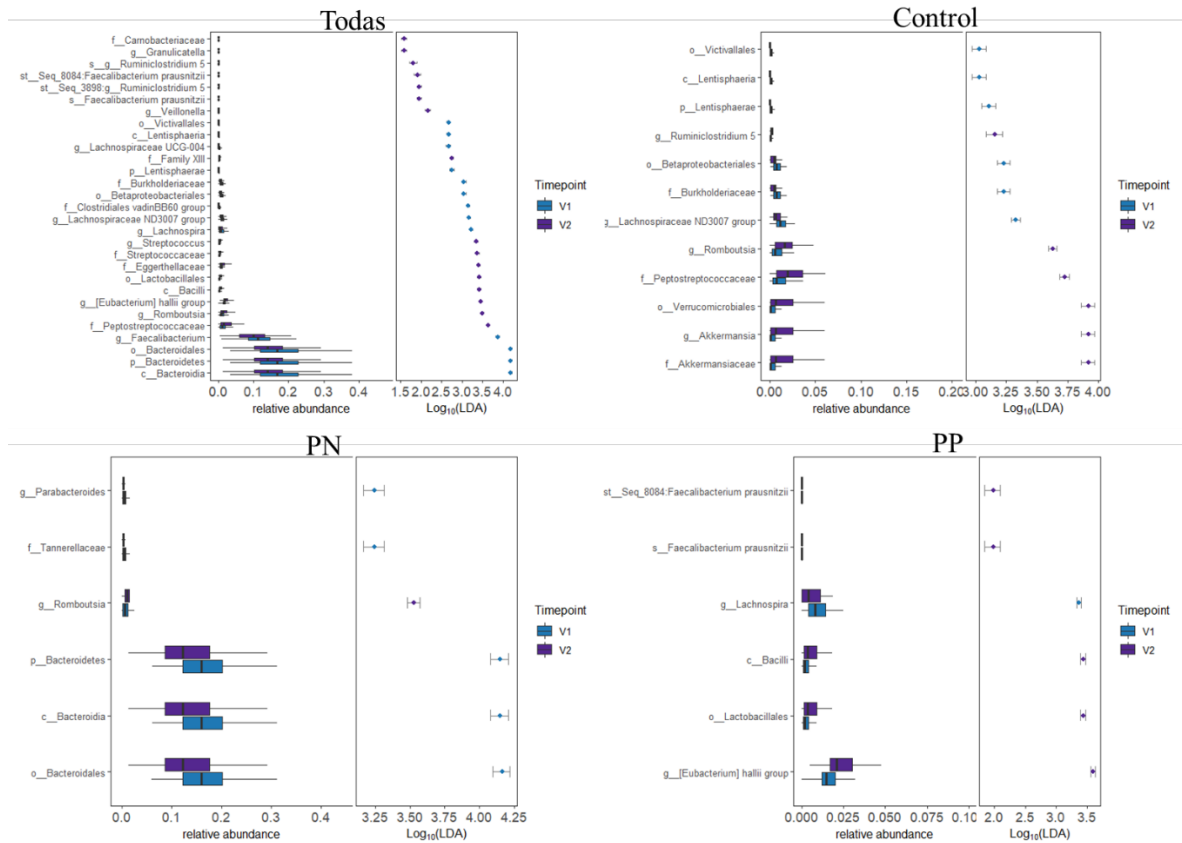 Todas
f__Carnobacteriaceae
g__Granulicatella
s__g__Ruminiclostridium 5
st__Seq_8084:Faecalibacterium prausnitzii
st__Seq_3898:g__Ruminiclostridium 5
s__Faecalibacterium prausnitzii
g__Veillonella
o__Victivallales
c__Lentisphaeria
g__Lachnospiraceae UCG-004
f__Family XIII
p__Lentisphaerae
f__Burkholderiaceae
o__Betaproteobacteriales
f__Clostridiales vadinBB60 group
g__Lachnospiraceae ND3007 group
g__Lachnospira
g__Streptococcus
f__Streptococcaceae
f__Eggerthellaceae
o__Lactobacillales
c__Bacilli
g__[Eubacterium] hallii group
g__Romboutsia
f__Peptostreptococcaceae
g__Faecalibacterium
o__Bacteroidales
p__Bacteroidetes
c__Bacteroidia
0.0 0.1 0.2 0.3 0.4
relative abundance
1.5 2.0 2.5 3.0 3.5 4.0
Log10(LDA)
Timepoint
V1
V2
Control
o__Victivallales
c__Lentisphaeria
p__Lentisphaerae
g__Ruminiclostridium 5
o__Betaproteobacteriales
f__Burkholderiaceae
g__Lachnospiraceae ND3007 group
g__Romboutsia
f__Peptostreptococcaceae
o__Verrucomicrobiales
g__Akkermansia
f__Akkermansiaceae
0.00 0.05 0.10 0.15 0.20
relative abundance
3.00 3.25 3.50 3.75 4.00
Log10(LDA)
Timepoint
V1
V2
PN
g__Parabacteroides
f__Tannerellaceae
g__Romboutsia
p__Bacteroidetes
c__Bacteroidia
o__Bacteroidales
0.0 0.1 0.2 0.3 0.4
relative abundance
3.25 3.50 3.75 4.00 4.25
Log10(LDA)
Timepoint
V1
V2
PP
st__Seq_8084:Faecalibacterium prausnitzii
s__Faecalibacterium prausnitzii
g__Lachnospira
c__Bacilli
o__Lactobacillales
g__[Eubacterium] hallii group
0.000 0.025 0.050 0.075 0.100
relative abundance
2.0 2.5 3.0 3.5
Log10(LDA)
Timepoint
V1
V2